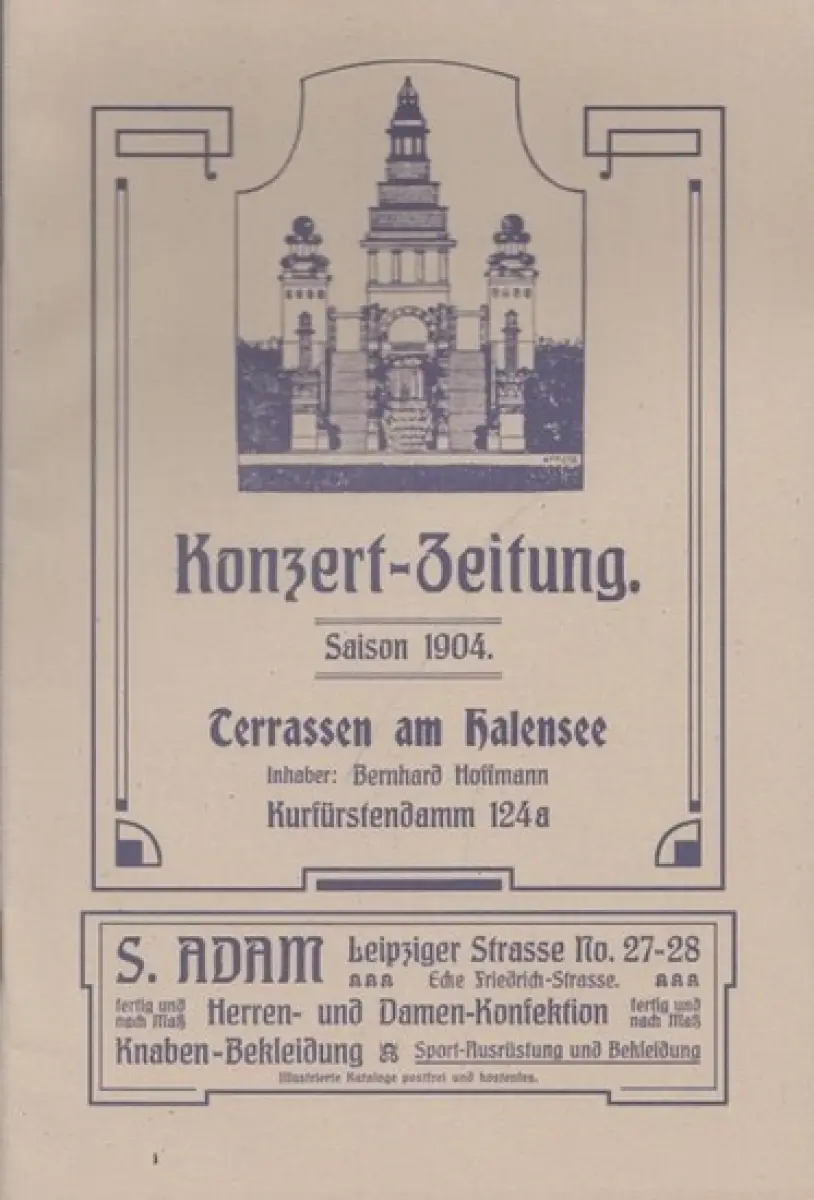 Konzert-Zeitung.
Saison 1904.
Terrassen am Halensee
Inhaber: Bernhard Hoffmann
Kurfürstendamm 124a
S. ADAM
Leipziger Strasse No. 27-28
Ecke Friedrich-Strasse.
fertig und nach Maß Herren- und Damen-Konfektion fertig und nach Maß
Knaben-Bekleidung Sport-Ausrüstung und Bekleidung
Illustrierte Kataloge postfrei und kostenlos.
1